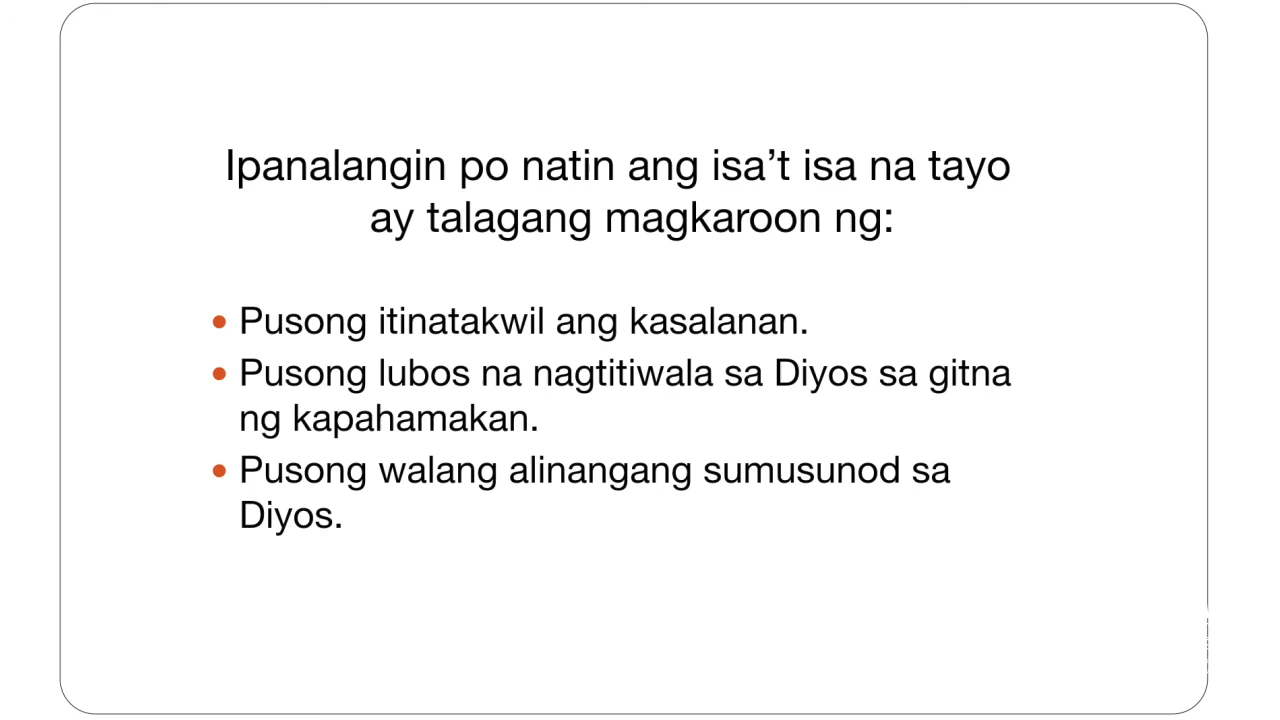 Ipanalangin po natin ang isa’t isa na tayo
ay talagang magkaroon ng:
• Pusong itinatakwil ang kasalanan.
• Pusong lubos na nagtitiwala sa Diyos sa gitna
ng kapahamakan.
• Pusong walang alinangang sumusunod sa
Diyos.